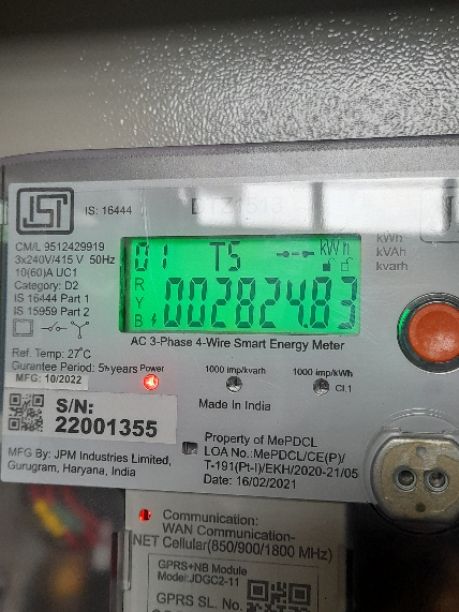 IS: 16444
CM/L 9512429919
3x240V/415 V 50Hz
10(60)A UC1
Category: D2
IS 16444 Part 1
IS 15959 Part 2
Ref. Temp: 27°C
Gurantee Period: 5½years
MFG: 10/2022
01 T5 kWh
R
Y
B
002824.83
kWh
kVAh
kvarh
AC 3-Phase 4-Wire Smart Energy Meter
Power
1000 imp/kvarh
1000 imp/kWh
Cl.1
Made In India
S/N:
22001355
MFG By: JPM Industries Limited,
Gurugram, Haryana, India
Property of MePDCL
LOA No.:MePDCL/CE(P)/
T-191(Pt-I)/EKH/2020-21/05
Date: 16/02/2021
Communication:
WAN Communication-
NET Cellular(850/900/1800 MHz)
GPRS+NB Module
Model:JDGC2-11
GPRS SL. No.